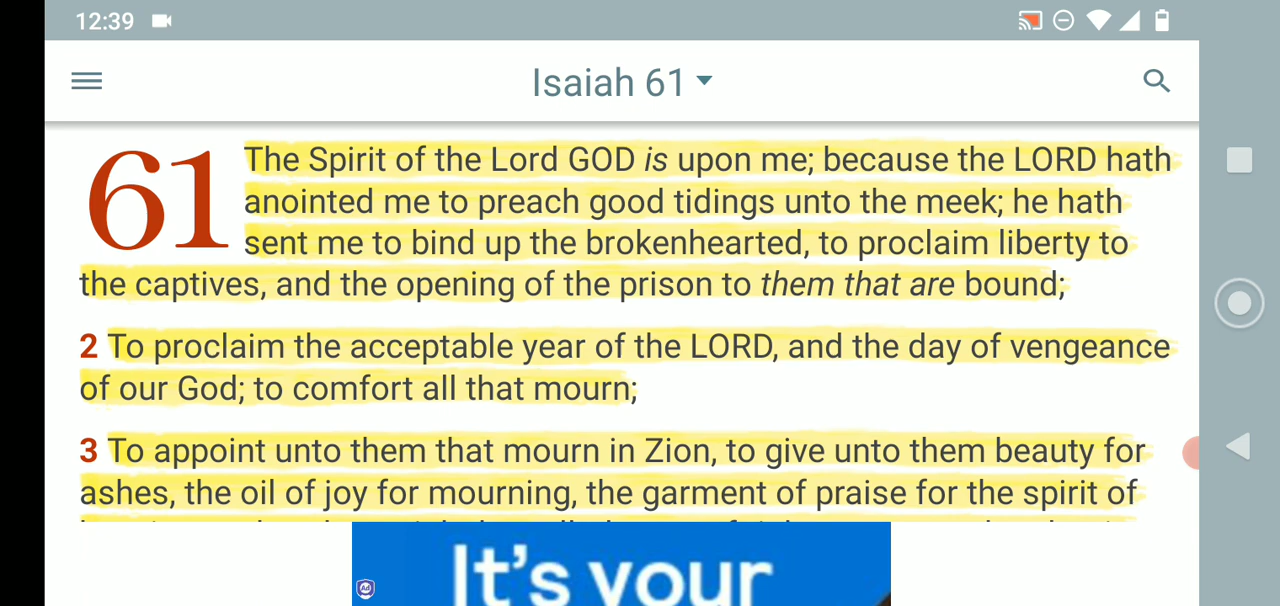 12:39
Isaiah 61
61 The Spirit of the Lord GOD is upon me; because the LORD hath
anointed me to preach good tidings unto the meek; he hath
sent me to bind up the brokenhearted, to proclaim liberty to
the captives, and the opening of the prison to them that are bound;
2 To proclaim the acceptable year of the LORD, and the day of vengeance
of our God; to comfort all that mourn;
3 To appoint unto them that mourn in Zion, to give unto them beauty for
ashes, the oil of joy for mourning, the garment of praise for the spirit of
It's your
Ad